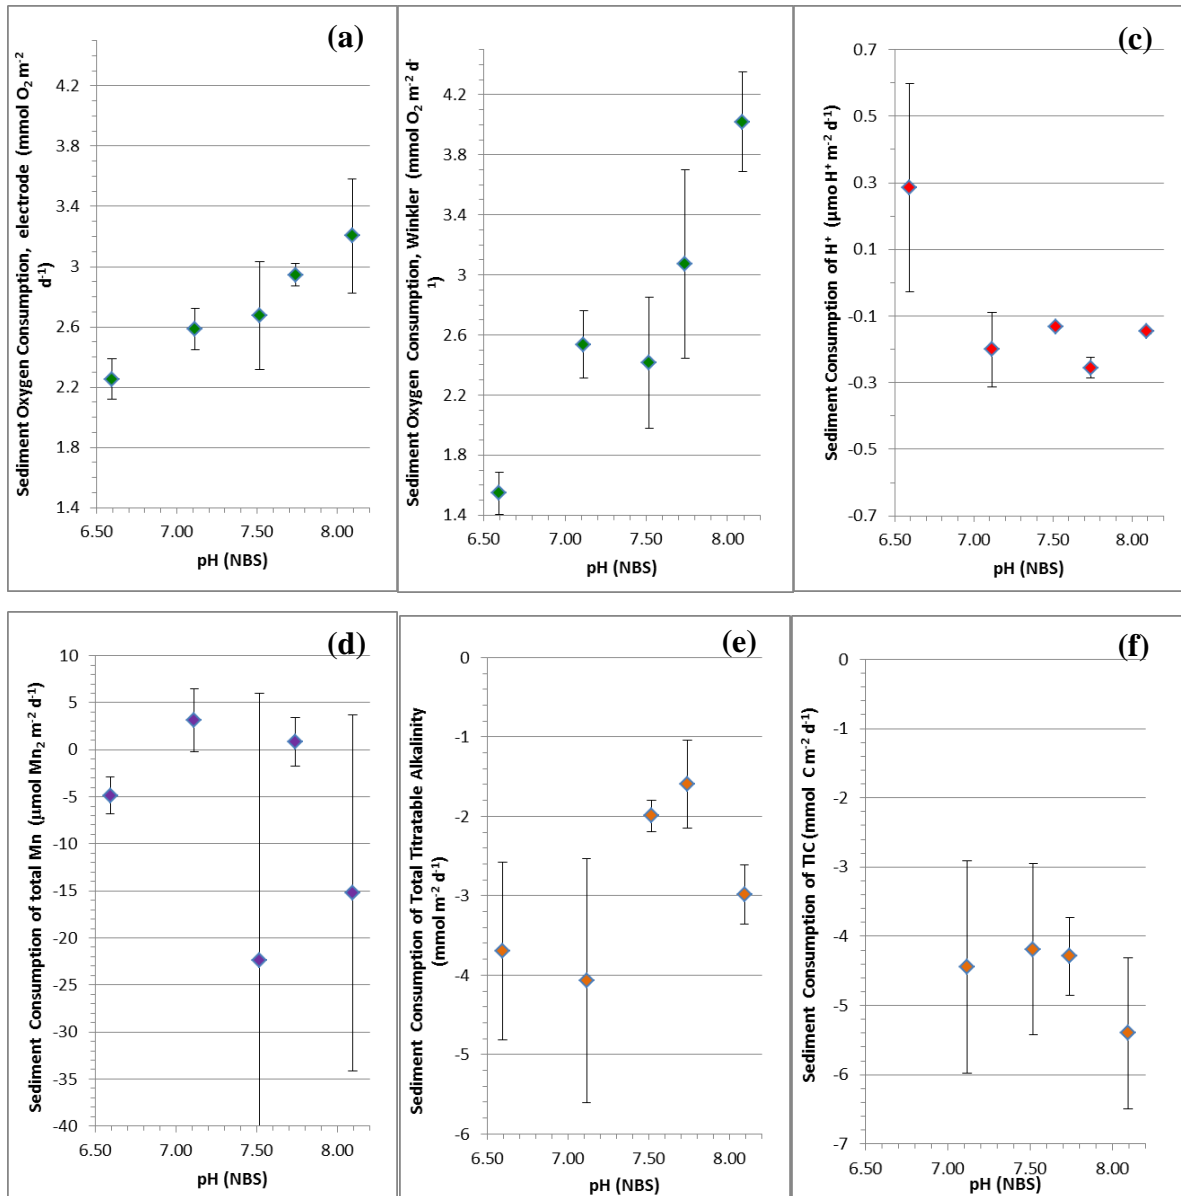 (a)
Sediment Oxygen Consumption, electrode (mmol O₂ m⁻²
d⁻¹)
4.2
3.8
3.4
3
2.6
2.2
1.8
1.4
6.50 7.00 7.50 8.00
pH (NBS)
(b)
Sediment Oxygen Consumption, Winkler (mmol O₂ m⁻² d⁻
¹)
4.2
3.8
3.4
3
2.6
2.2
1.8
1.4
6.50 7.00 7.50 8.00
pH (NBS)
(c)
Sediment Consumption of H⁺ (µmo H⁺ m⁻² d⁻¹)
0.7
0.5
0.3
0.1
-0.1
-0.3
-0.5
-0.7
6.50 7.00 7.50 8.00
pH (NBS)
(d)
Sediment Consumption of total Mn (µmol Mn₂ m⁻² d⁻¹)
10
5
0
-5
-10
-15
-20
-25
-30
-35
-40
6.50 7.00 7.50 8.00
pH (NBS)
(e)
Sediment Consumption of Total Titratable Alkalinity
(mmol m⁻² d⁻¹)
0
-1
-2
-3
-4
-5
-6
6.50 7.00 7.50 8.00
pH (NBS)
(f)
Sediment Consumption of TIC (mmol C m⁻² d⁻¹)
0
-1
-2
-3
-4
-5
-6
-7
6.50 7.00 7.50 8.00
pH (NBS)